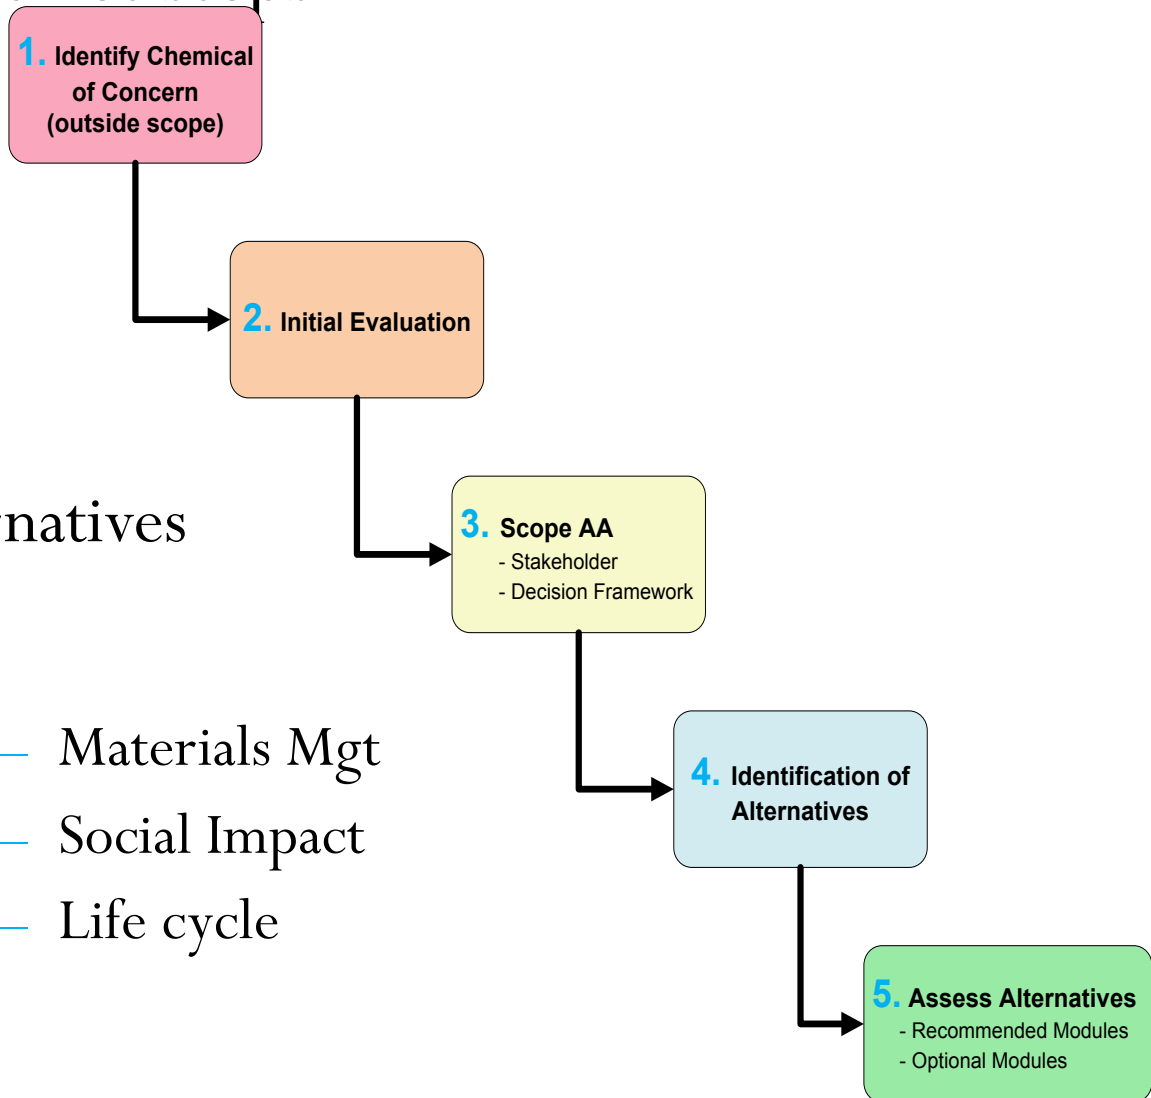 1. Identify Chemical
of Concern
(outside scope)
2. Initial Evaluation
3. Scope AA
- Stakeholder
- Decision Framework
4. Identification of
Alternatives
5. Assess Alternatives
- Recommended Modules
- Optional Modules
Materials Mgt
Social Impact
Life cycle